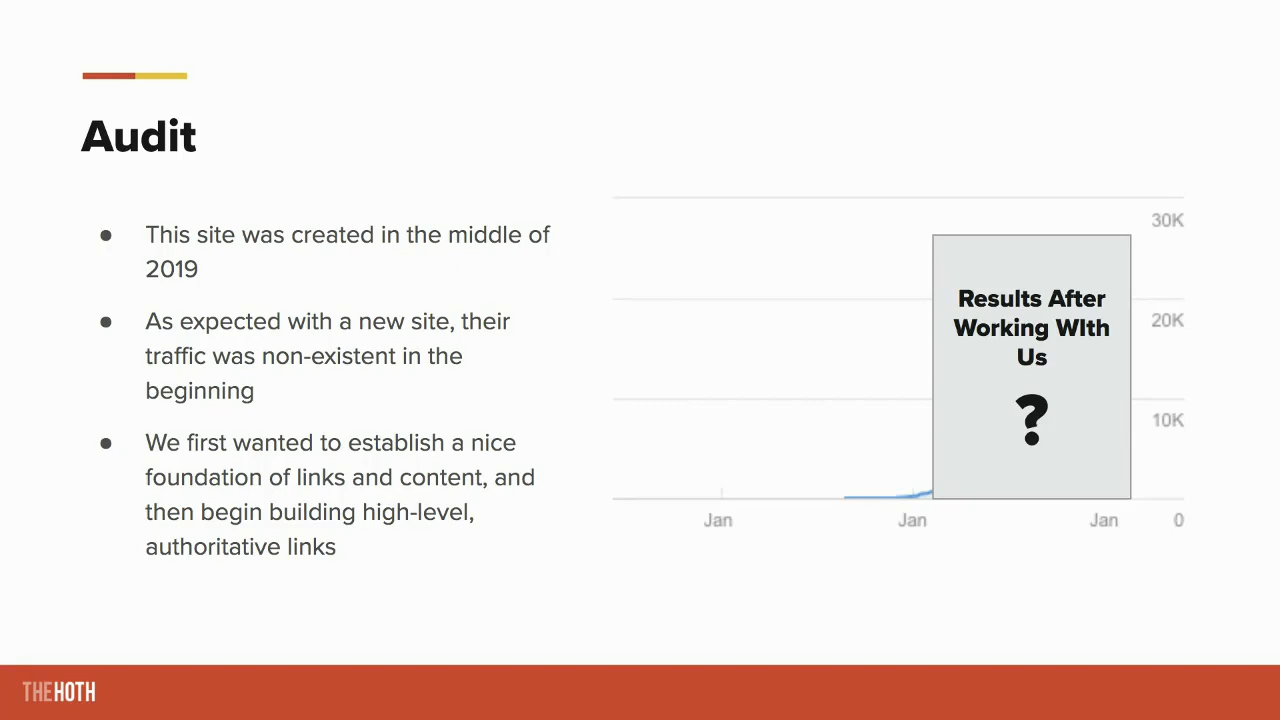 Audit
● This site was created in the middle of
2019
● As expected with a new site, their
traffic was non-existent in the
beginning
● We first wanted to establish a nice
foundation of links and content, and
then begin building high-level,
authoritative links
30K
20K
10K
0
Results After
Working WIth
Us
?
Jan
Jan
Jan
THEHOTH